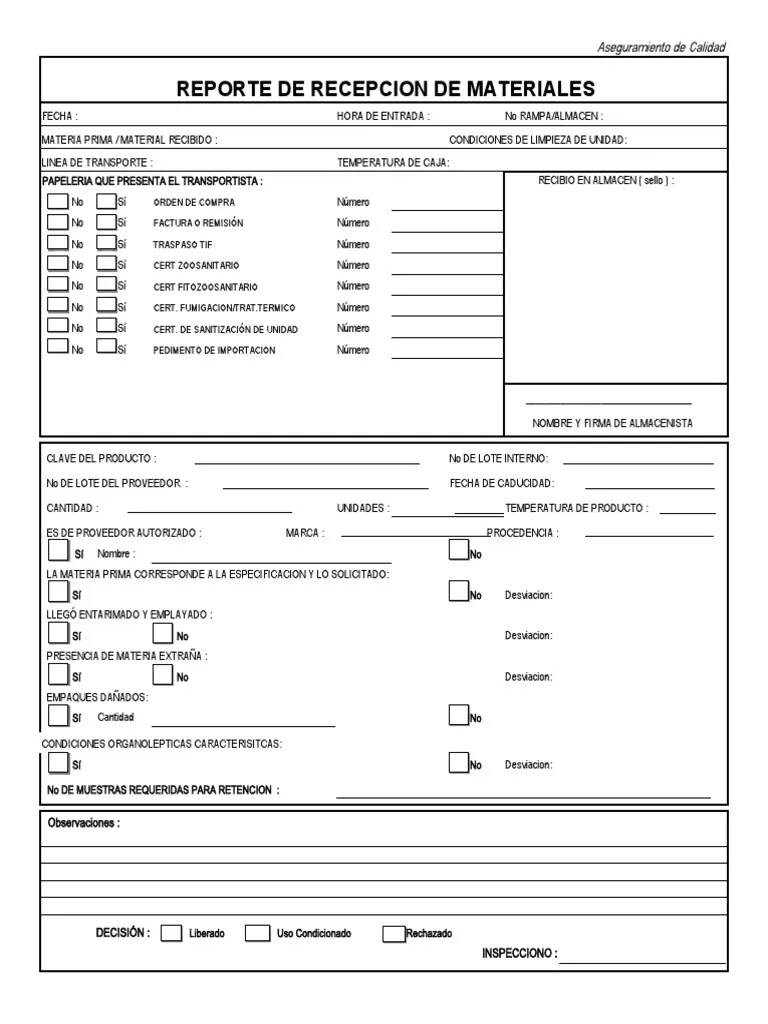 Aseguramiento de Calidad
REPORTE DE RECEPCION DE MATERIALES
FECHA : HORA DE ENTRADA : No RAMPA/ALMACEN :
MATERIA PRIMA /MATERIAL RECIBIDO : CONDICIONES DE LIMPIEZA DE UNIDAD:
LINEA DE TRANSPORTE : TEMPERATURA DE CAJA:
PAPELERIA QUE PRESENTA EL TRANSPORTISTA : RECIBIO EN ALMACEN ( sello ) :
No Sí ORDEN DE COMPRA Número
No Sí FACTURA O REMISIÓN Número
No Sí TRASPASO TIF Número
No Sí CERT ZOOSANITARIO Número
No Sí CERT FITOZOOSANITARIO Número
No Sí CERT. FUMIGACION/TRAT.TERMICO Número
No Sí CERT. DE SANITIZACIÓN DE UNIDAD Número
No Sí PEDIMENTO DE IMPORTACION Número
NOMBRE Y FIRMA DE ALMACENISTA
CLAVE DEL PRODUCTO : No DE LOTE INTERNO:
No DE LOTE DEL PROVEEDOR : FECHA DE CADUCIDAD:
CANTIDAD : UNIDADES : TEMPERATURA DE PRODUCTO :
ES DE PROVEEDOR AUTORIZADO : MARCA : PROCEDENCIA :
Sí Nombre : No
LA MATERIA PRIMA CORRESPONDE A LA ESPECIFICACION Y LO SOLICITADO:
Sí No Desviacion:
LLEGÓ ENTARIMADO Y EMPLAYADO :
Sí No Desviacion:
PRESENCIA DE MATERIA EXTRAÑA :
Sí No Desviacion:
EMPAQUES DAÑADOS:
Sí Cantidad No
CONDICIONES ORGANOLEPTICAS CARACTERISITCAS:
Sí No Desviacion:
No DE MUESTRAS REQUERIDAS PARA RETENCION :
Observaciones :
DECISIÓN : Liberado Uso Condicionado Rechazado
INSPECCIONO :